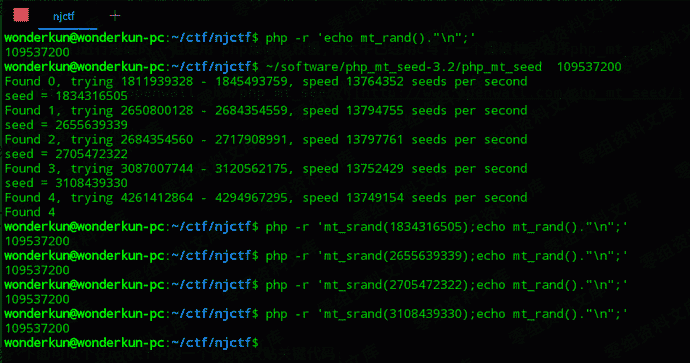 njctf
wonderkun@wonderkun-pc:~/ctf/njctf$ php -r 'echo mt_rand()."\n";'
109537200
wonderkun@wonderkun-pc:~/ctf/njctf$ ~/software/php_mt_seed-3.2/php_mt_seed  109537200
Found 0, trying 1811939328 - 1845493759, speed 13764352 seeds per second
seed = 1834316505
Found 1, trying 2650800128 - 2684354559, speed 13794755 seeds per second
seed = 2655639339
Found 2, trying 2684354560 - 2717908991, speed 13797761 seeds per second
seed = 2705472322
Found 3, trying 3087007744 - 3120562175, speed 13752429 seeds per second
seed = 3108439330
Found 4, trying 4261412864 - 4294967295, speed 13749154 seeds per second
Found 4
wonderkun@wonderkun-pc:~/ctf/njctf$ php -r 'mt_srand(1834316505);echo mt_rand()."\n";'
109537200
wonderkun@wonderkun-pc:~/ctf/njctf$ php -r 'mt_srand(2655639339);echo mt_rand()."\n";'
109537200
wonderkun@wonderkun-pc:~/ctf/njctf$ php -r 'mt_srand(2705472322);echo mt_rand()."\n";'
109537200
wonderkun@wonderkun-pc:~/ctf/njctf$ php -r 'mt_srand(3108439330);echo mt_rand()."\n";'
109537200
wonderkun@wonderkun-pc:~/ctf/njctf$